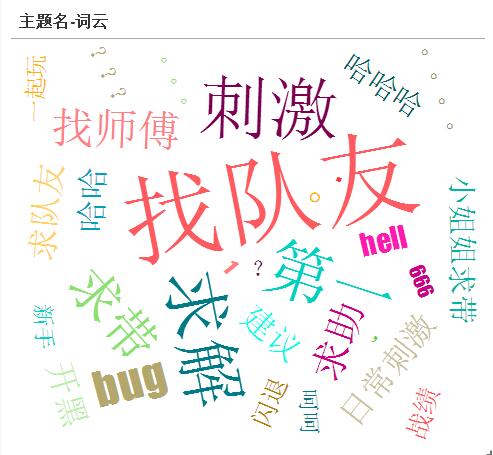 主题名-词云
一起玩
???
。。。。
哈哈哈
。。。。
找师傅
刺激
求队友
哈哈
找队友
。
小姐姐求带
hell
666
!
?
第一
求带
求解
建议
求助
,
日常刺激
新手
开黑
bug
闪退
呵呵
战绩